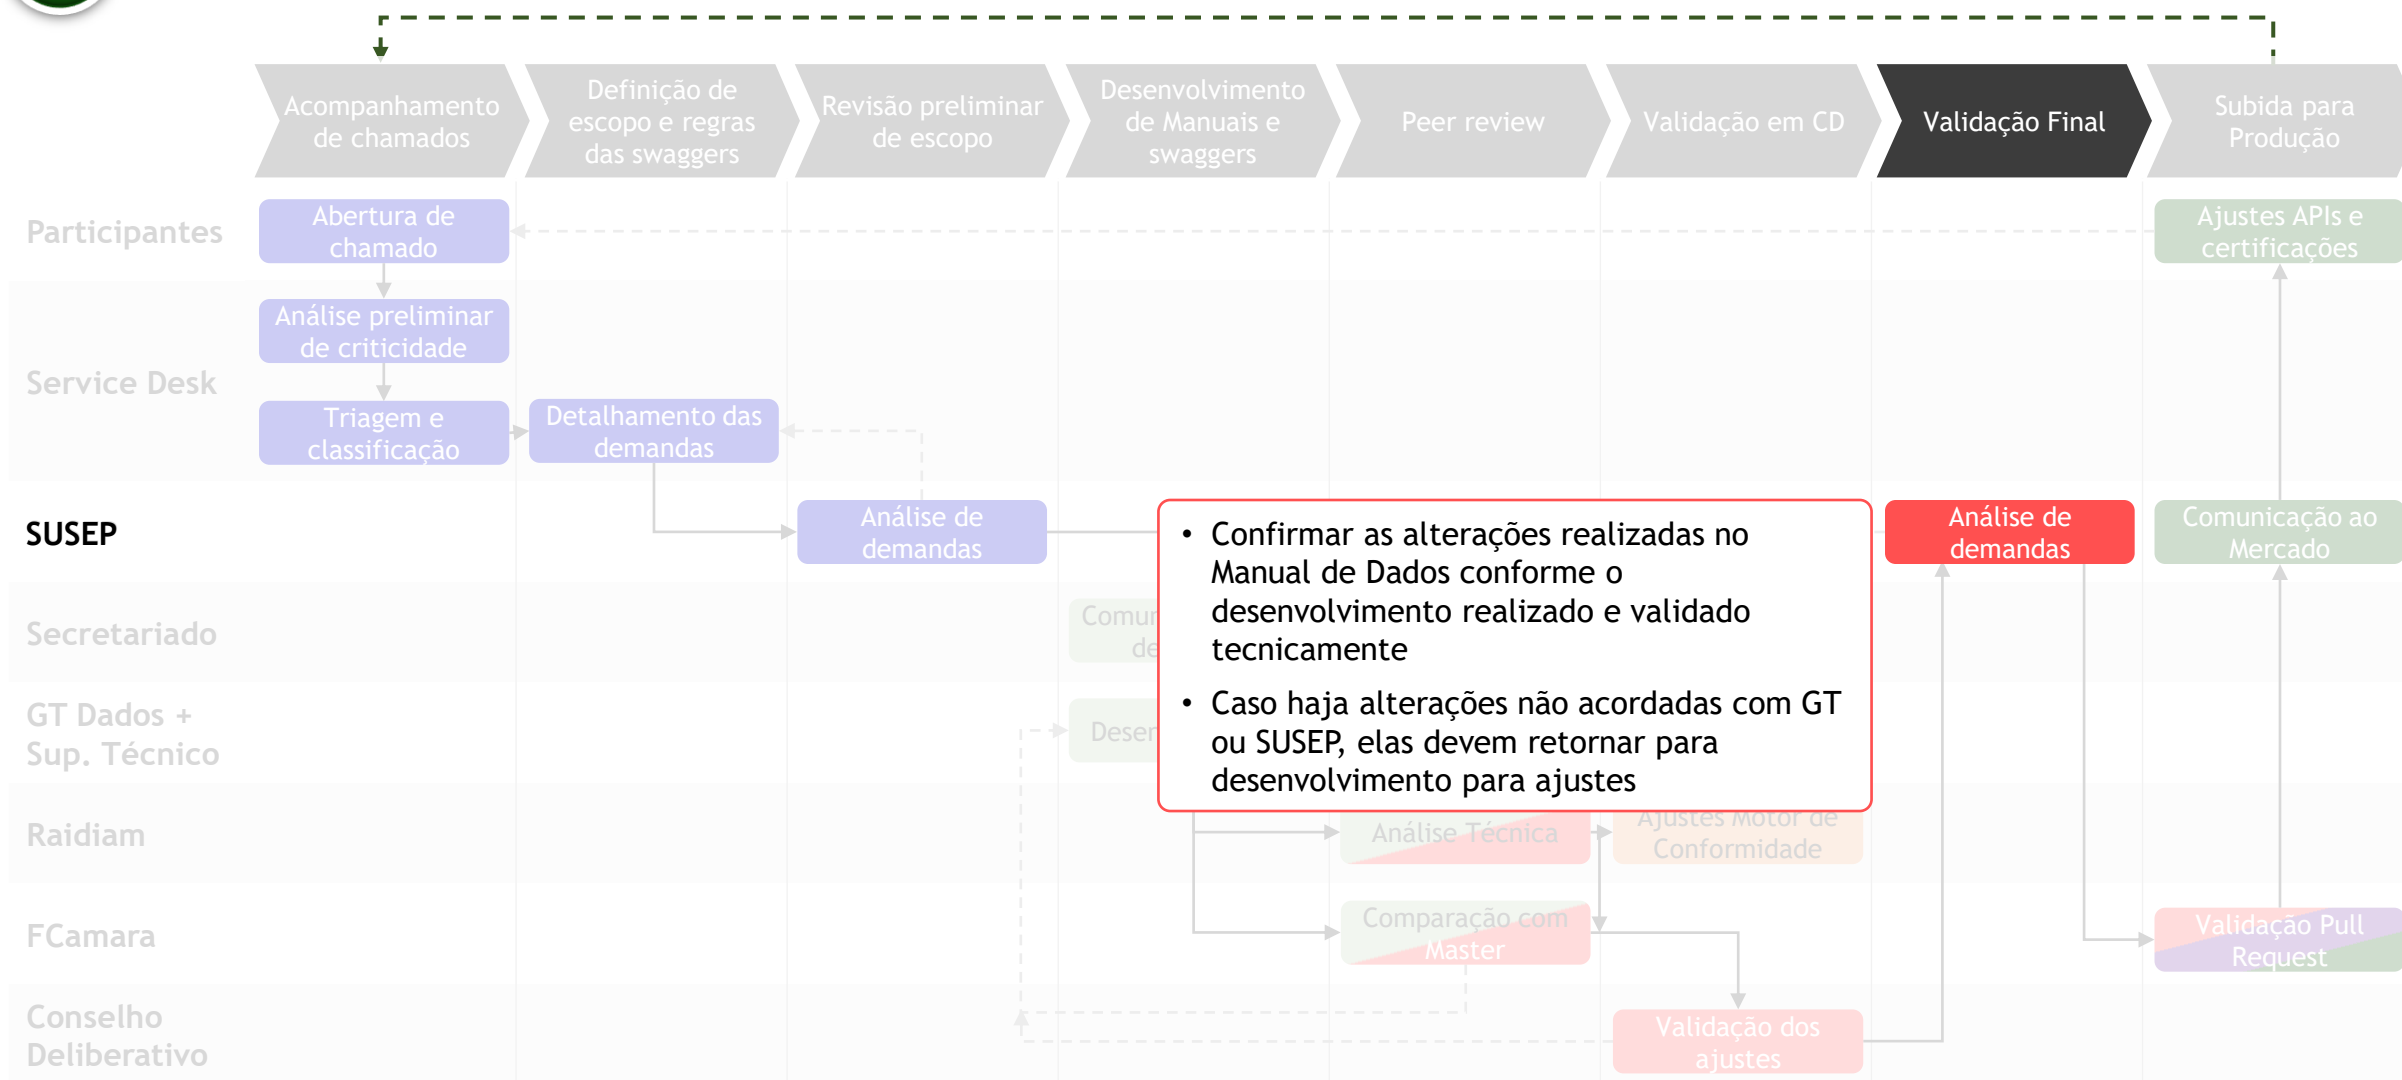 Acompanhamento
de chamados
Definição de
escopo e regras
das swaggers
Revisão preliminar
de escopo
Desenvolvimento
de Manuais e
swaggers
Peer review
Validação em CD
Validação Final
Subida para
Produção
Participantes
Abertura de
chamado
Ajustes APIs e
certificações
Service Desk
Análise preliminar
de criticidade
Triagem e
classificação
Detalhamento das
demandas
SUSEP
Análise de
demandas
• Confirmar as alterações realizadas no
Manual de Dados conforme o
desenvolvimento realizado e validado
tecnicamente
• Caso haja alterações não acordadas com GT
ou SUSEP, elas devem retornar para
desenvolvimento para ajustes
Análise de
demandas
Comunicação ao
Mercado
Secretariado
GT Dados +
Sup. Técnico
Raidiam
Análise Técnica
Ajustes Motor de
Conformidade
FCamara
Comparação com
Master
Validação Pull
Request
Conselho
Deliberativo
Validação dos
ajustes